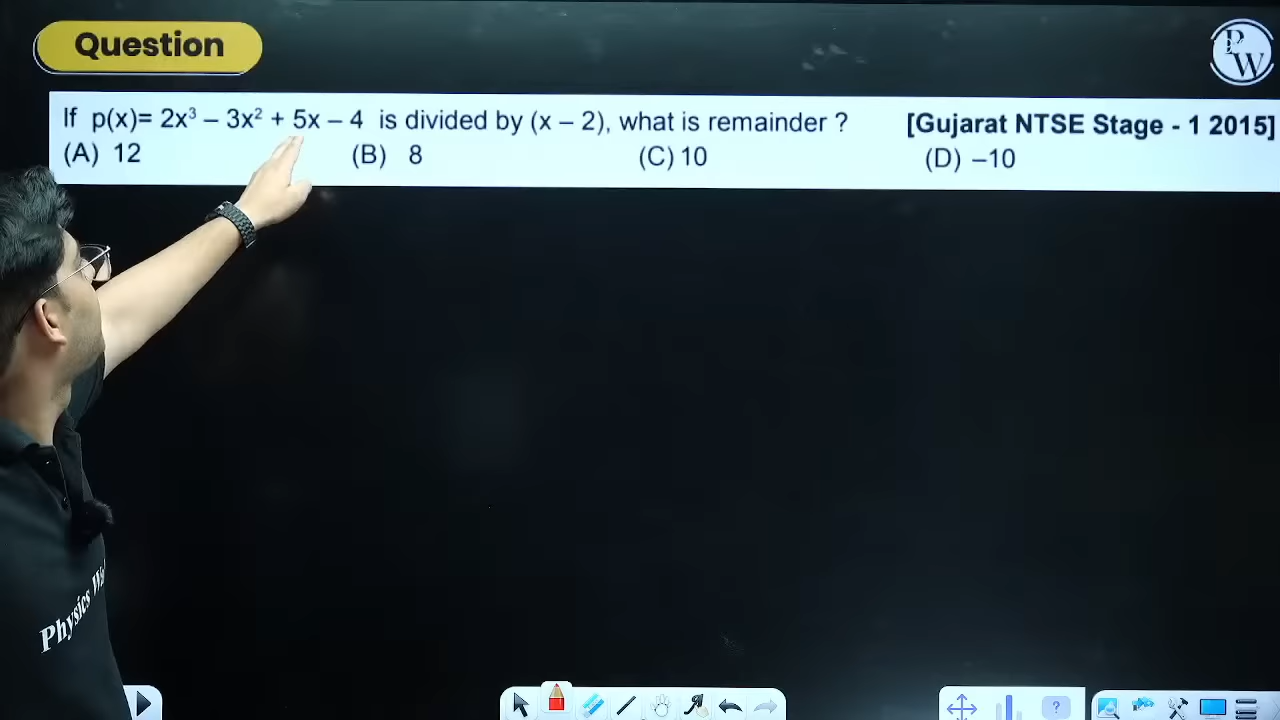 Question
PW
If p(x)= 2x³ – 3x² + 5x – 4 is divided by (x – 2), what is remainder ? [Gujarat NTSE Stage - 1 2015]
(A) 12 (B) 8 (C) 10 (D) –10
Physics W
?